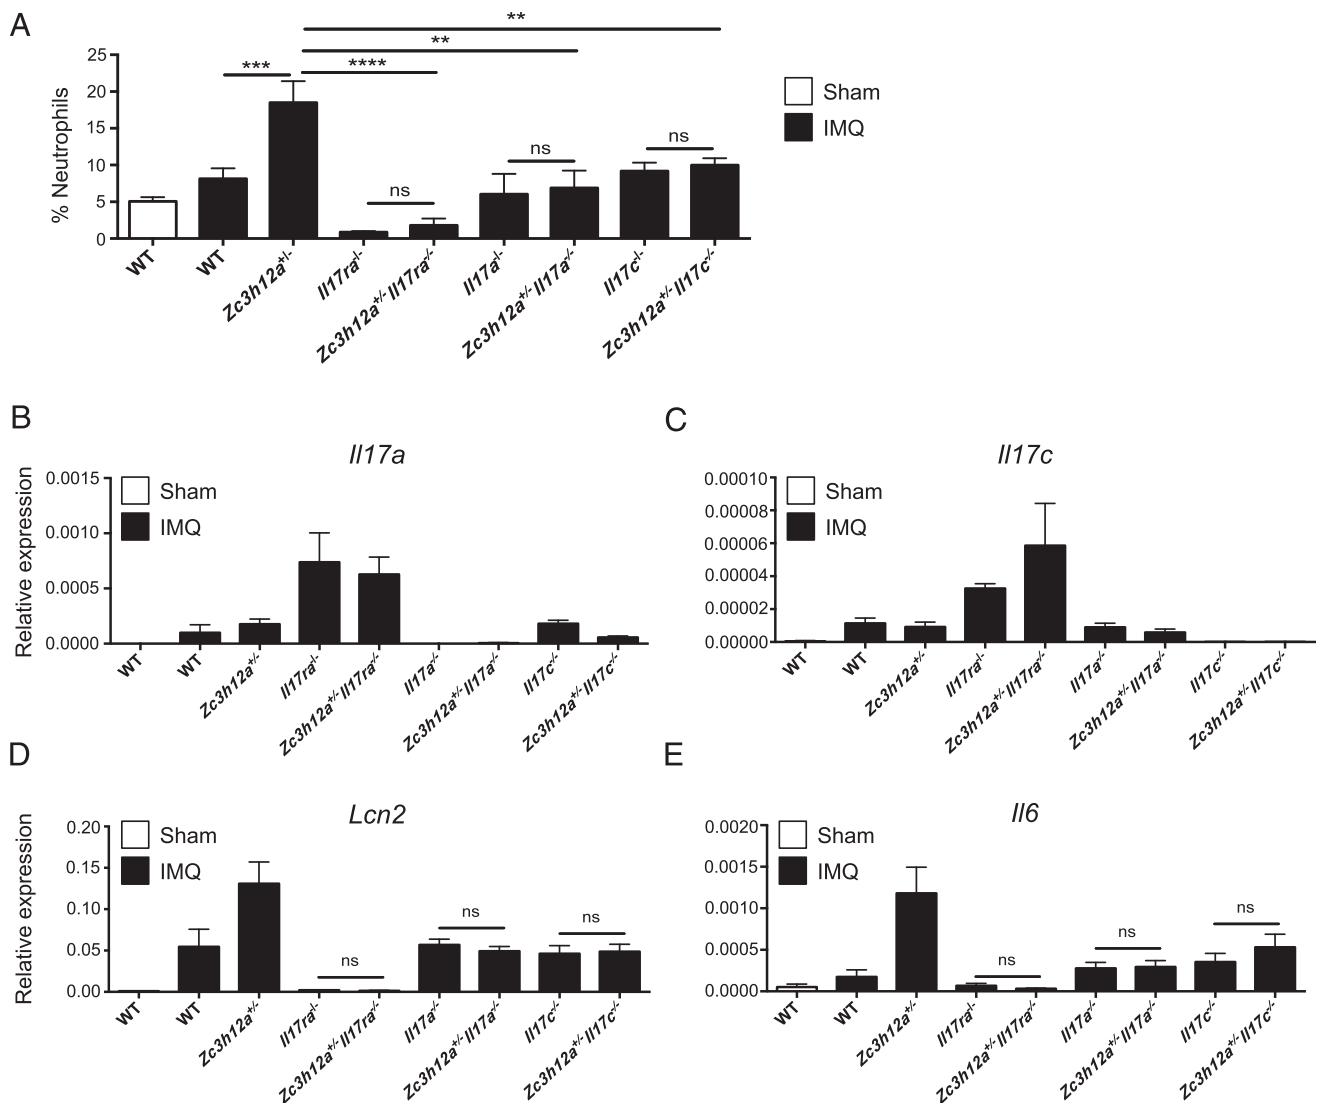 A
**
**
***
****
ns
ns
ns
% Neutrophils
25
20
15
10
5
0
WT
WT
Zc3h12a+/-
Il17ra-/-
Zc3h12a+/- Il17ra-/-
Il17a-/-
Zc3h12a+/- Il17a-/-
Il17c-/-
Zc3h12a+/- Il17c-/-
Sham
IMQ
B
Il17a
Relative expression
0.0015
0.0010
0.0005
0.0000
Sham
IMQ
WT
WT
Zc3h12a+/-
Il17ra-/-
Zc3h12a+/- Il17ra-/-
Il17a-/-
Zc3h12a+/- Il17a-/-
Il17c-/-
Zc3h12a+/- Il17c-/-
C
Il17c
0.00010
0.00008
0.00006
0.00004
0.00002
0.00000
Sham
IMQ
WT
WT
Zc3h12a+/-
Il17ra-/-
Zc3h12a+/- Il17ra-/-
Il17a-/-
Zc3h12a+/- Il17a-/-
Il17c-/-
Zc3h12a+/- Il17c-/-
D
Lcn2
Relative expression
0.20
0.15
0.10
0.05
0.00
Sham
IMQ
ns
ns
ns
WT
WT
Zc3h12a+/-
Il17ra-/-
Zc3h12a+/- Il17ra-/-
Il17a-/-
Zc3h12a+/- Il17a-/-
Il17c-/-
Zc3h12a+/- Il17c-/-
E
Il6
0.0020
0.0015
0.0010
0.0005
0.0000
Sham
IMQ
ns
ns
ns
WT
WT
Zc3h12a+/-
Il17ra-/-
Zc3h12a+/- Il17ra-/-
Il17a-/-
Zc3h12a+/- Il17a-/-
Il17c-/-
Zc3h12a+/- Il17c-/-